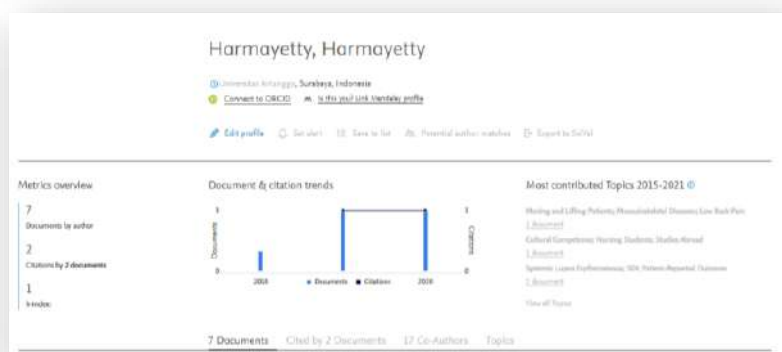 Harmayetty, Harmayetty
Universitas Airlangga, Surabaya, Indonesia
Connect to ORCID Is this you? Link Mendeley profile
Edit profile Set alert Save to list Potential author matches Export to SciVal
Metrics overview
7
Documents by author
2
Citations by 2 documents
1
h-index:
Document & citation trends
1
1
Documents
Citations
0
0
2018
2020
Documents Citations
Most contributed Topics 2015-2021
Moving and Lifting Patients; Musculoskeletal Diseases; Low Back Pain
1 document
Cultural Competence; Nursing Students; Studies Abroad
1 document
Systemic Lupus Erythematosus; SDI; Patient-Reported Outcome
1 document
View all Topics
7 Documents Cited by 2 Documents 17 Co-Authors Topics